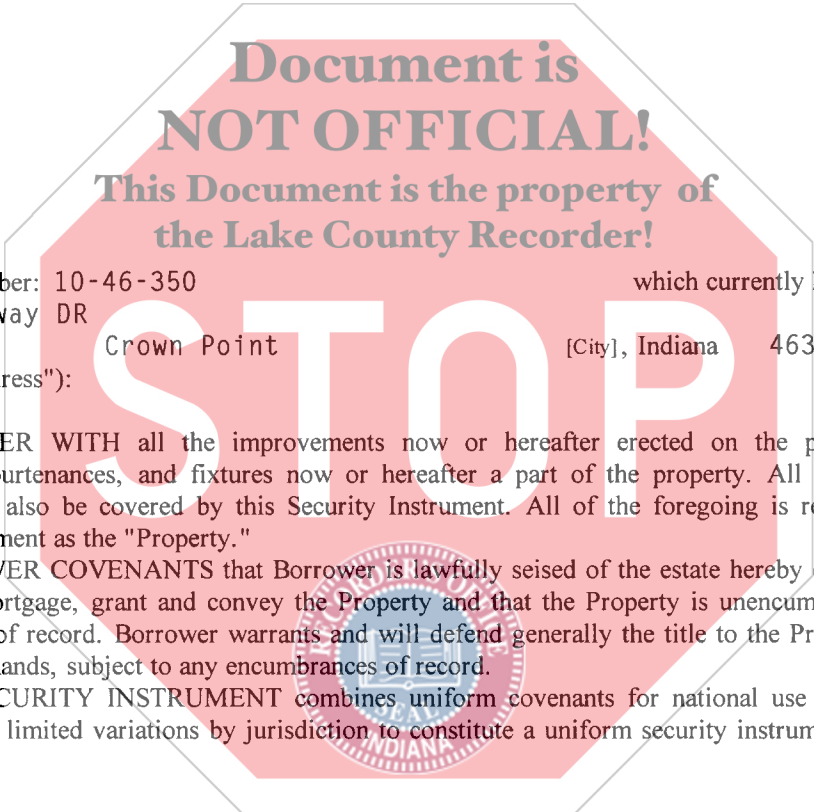 Document is
NOT OFFICIAL!
This Document is the property of
the Lake County Recorder!
ber: 10-46-350 which currently
way DR
Crown Point [City], Indiana 463
ress"):
STOP
ER WITH all the improvements now or hereafter erected on the p
urtenances, and fixtures now or hereafter a part of the property. All
also be covered by this Security Instrument. All of the foregoing is re
ment as the "Property."
VER COVENANTS that Borrower is lawfully seised of the estate hereby
ortgage, grant and convey the Property and that the Property is unencum
of record. Borrower warrants and will defend generally the title to the Pr
ands, subject to any encumbrances of record.
CURITY INSTRUMENT combines uniform covenants for national use
limited variations by jurisdiction to constitute a uniform security instrum
RECORDER OF
SEAL
INDIANA